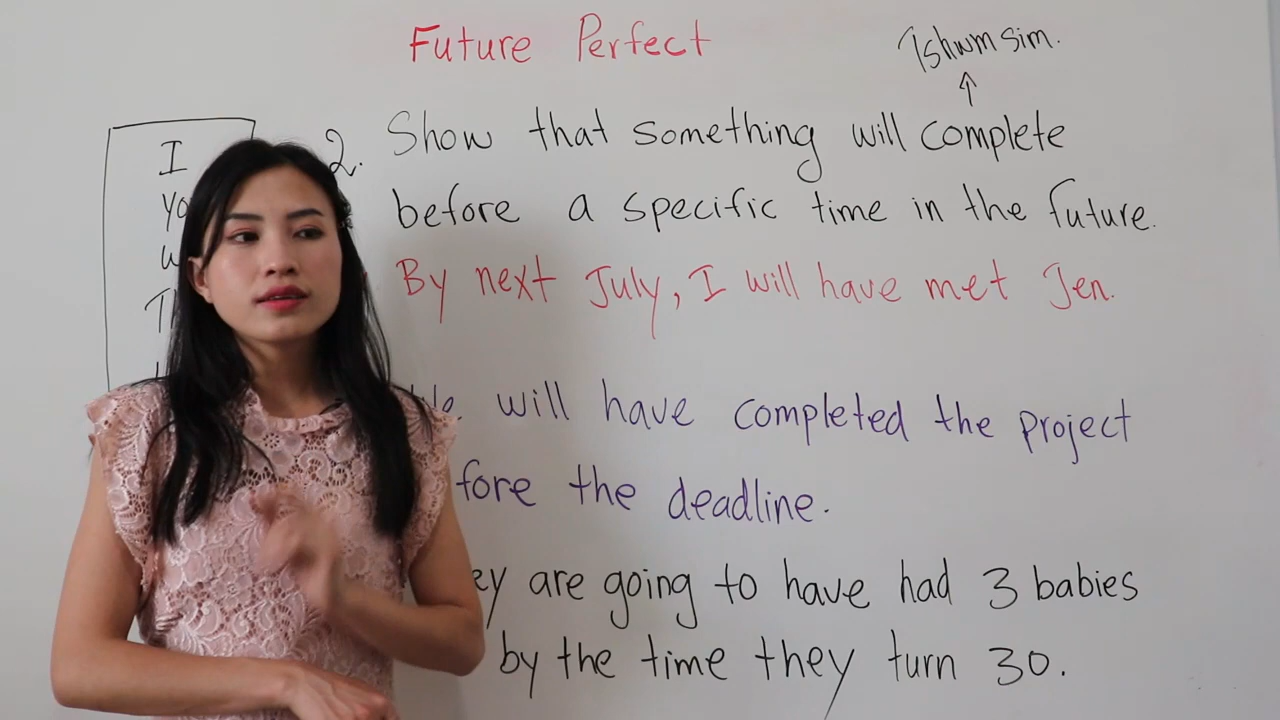 Future Perfect
Tshwm sim.
I
2. Show that something will complete
before a specific time in the future.
By next July, I will have met Jen.
will have completed the project
fore the deadline.
ey are going to have had 3 babies
by the time they turn 30.